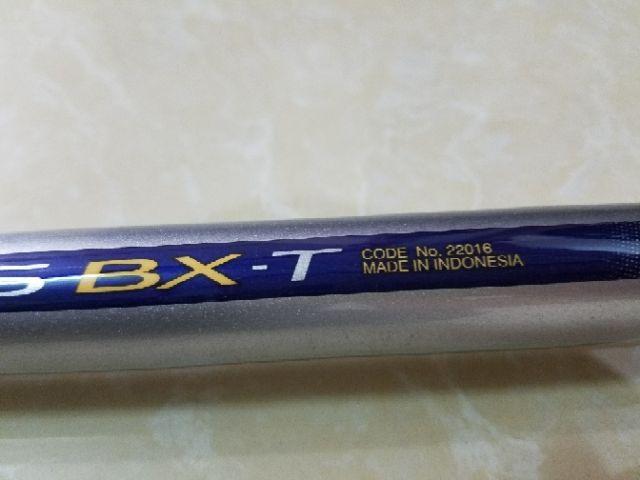 S BX-T
CODE No. 22016
MADE IN INDONESIA